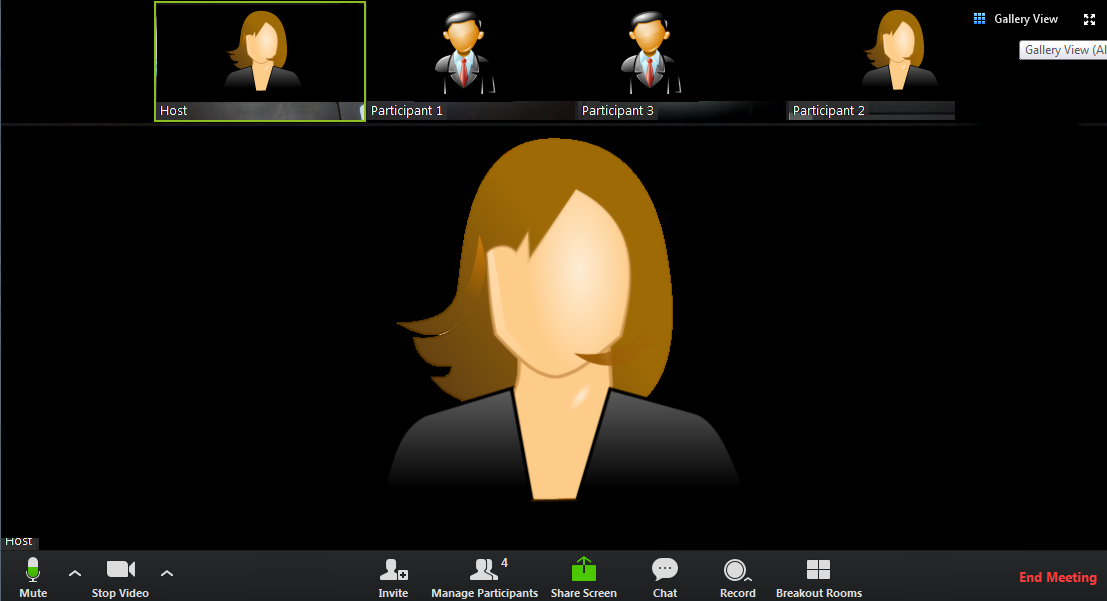 Gallery View
Gallery View (Al
Host
Participant 1
Participant 3
Participant 2
Host
4
Mute
Stop Video
Invite
Manage Participants
Share Screen
Chat
Record
Breakout Rooms
End Meeting